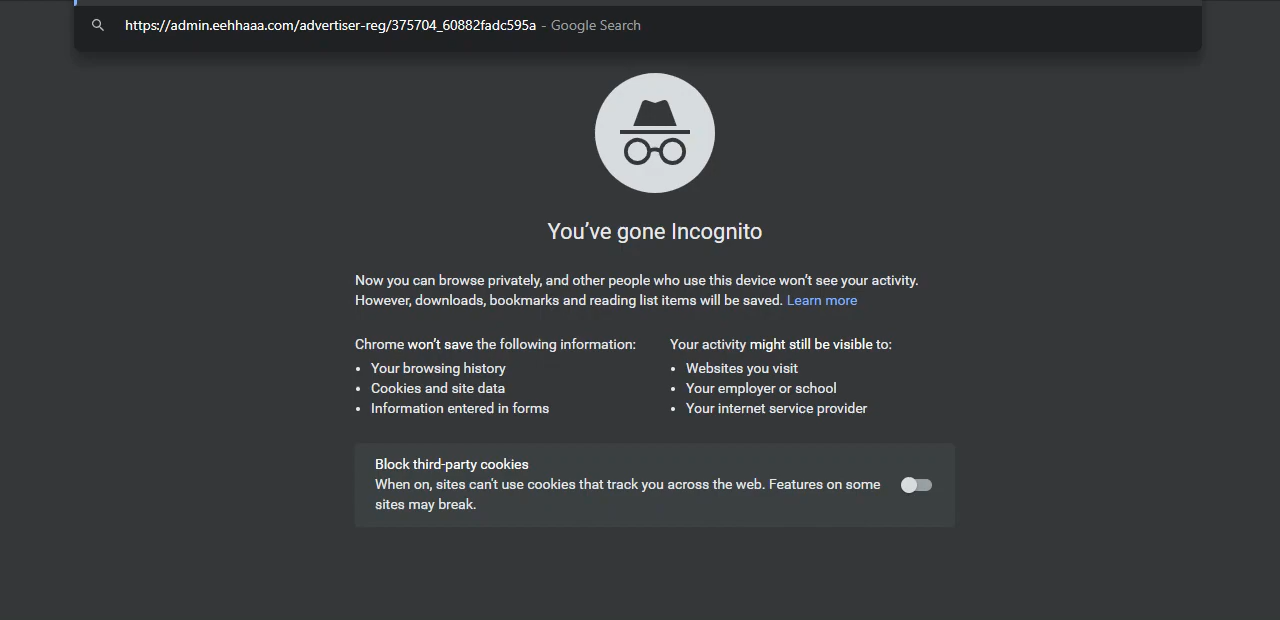 https://admin.eehhaaa.com/advertiser-reg/375704_60882fadc595a - Google Search
You’ve gone Incognito
Now you can browse privately, and other people who use this device won’t see your activity.
However, downloads, bookmarks and reading list items will be saved. Learn more
Chrome won’t save the following information:
• Your browsing history
• Cookies and site data
• Information entered in forms
Your activity might still be visible to:
• Websites you visit
• Your employer or school
• Your internet service provider
Block third-party cookies
When on, sites can't use cookies that track you across the web. Features on some
sites may break.